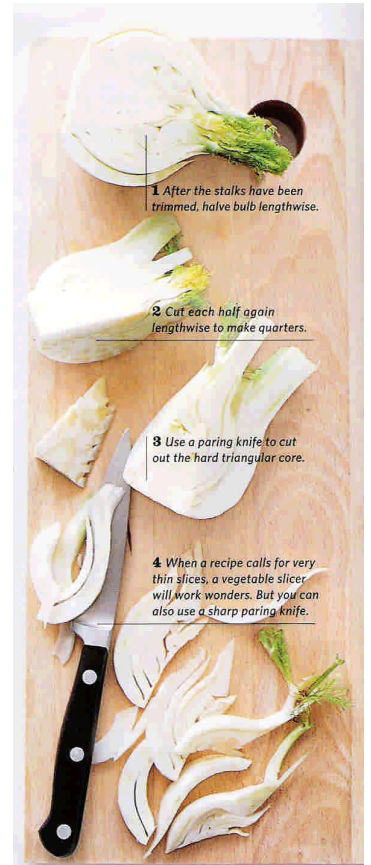 1 After the stalks have been
trimmed, halve bulb lengthwise.
2 Cut each half again
lengthwise to make quarters.
3 Use a paring knife to cut
out the hard triangular core.
4 When a recipe calls for very
thin slices, a vegetable slicer
will work wonders. But you can
also use a sharp paring knife.